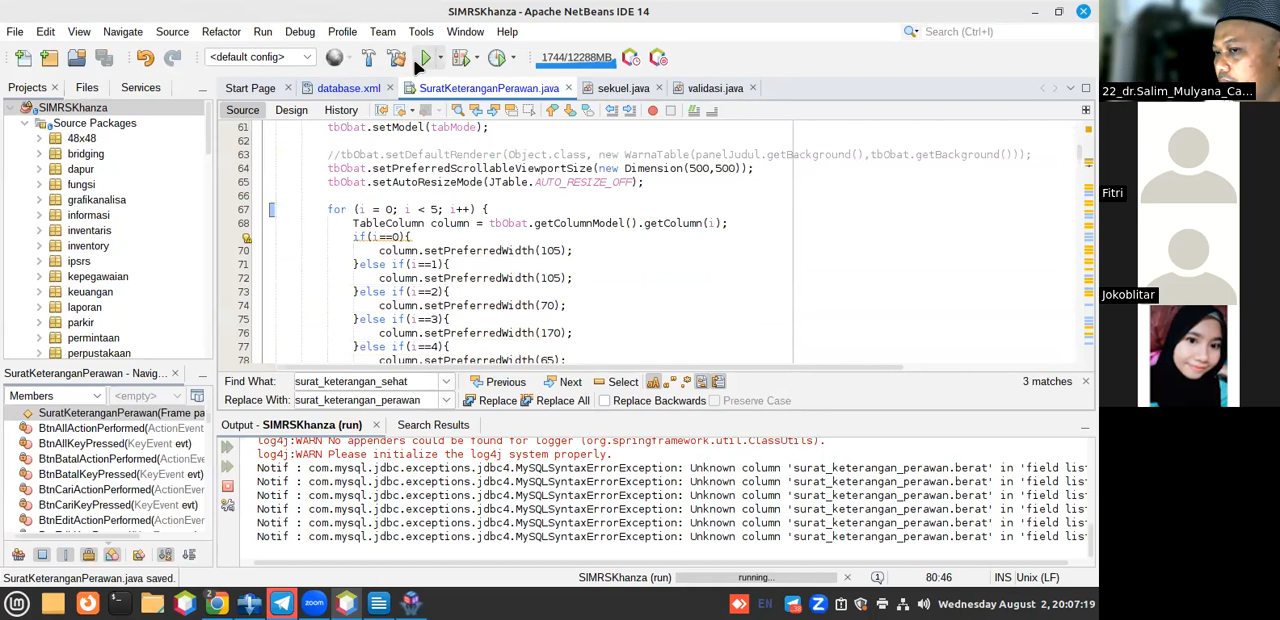 SIMRSKhanza - Apache NetBeans IDE 14
File Edit View Navigate Source Refactor Run Debug Profile Team Tools Window Help
Search (Ctrl+I)
<default config>
1744/12288MB
Projects Files Services
Start Page database.xml SuratKeteranganPerawan.java sekuel.java validasi.java
SIMRSKhanza
Source Packages
48x48
bridging
dapur
fungsi
grafikanalisa
informasi
inventaris
inventory
ipsrs
kepegawaian
keuangan
laporan
parkir
permintaan
perpustakaan
Source Design History
61 tbObat.setModel(tabMode);
62
63 //tbObat.setDefaultRenderer(Object.class, new WarnaTable(panelJudul.getBackground(),tbObat.getBackground()));
64 tbObat.setPreferredScrollableViewportSize(new Dimension(500,500));
65 tbObat.setAutoResizeMode(JTable.AUTO_RESIZE_OFF);
66
67 for (i = 0; i < 5; i++) {
68 TableColumn column = tbObat.getColumnModel().getColumn(i);
if(i==0){
70 column.setPreferredWidth(105);
71 }else if(i==1){
72 column.setPreferredWidth(105);
73 }else if(i==2){
74 column.setPreferredWidth(70);
75 }else if(i==3){
76 column.setPreferredWidth(170);
77 }else if(i==4){
78 column.setPreferredWidth(65);
Find What: surat_keterangan_sehat Previous Next Select 3 matches
Replace With: surat_keterangan_perawan Replace Replace All Replace Backwards Preserve Case
SuratKeteranganPerawan - Navig...
Members <empty>
SuratKeteranganPerawan(Frame pa
BtnAllActionPerformed(ActionEvent
BtnAllKeyPressed(KeyEvent evt)
BtnBatalActionPerformed(ActionEve
BtnBatalKeyPressed(KeyEvent evt)
BtnCariActionPerformed(ActionEven
BtnCariKeyPressed(KeyEvent evt)
BtnEditActionPerformed(ActionEven
Output - SIMRSKhanza (run) Search Results
log4j:WARN No appenders could be found for logger (org.springframework.util.ClassUtils).
log4j:WARN Please initialize the log4j system properly.
Notif : com.mysql.jdbc.exceptions.jdbc4.MySQLSyntaxErrorException: Unknown column 'surat_keterangan_perawan.berat' in 'field list
Notif : com.mysql.jdbc.exceptions.jdbc4.MySQLSyntaxErrorException: Unknown column 'surat_keterangan_perawan.berat' in 'field list
Notif : com.mysql.jdbc.exceptions.jdbc4.MySQLSyntaxErrorException: Unknown column 'surat_keterangan_perawan.berat' in 'field list
Notif : com.mysql.jdbc.exceptions.jdbc4.MySQLSyntaxErrorException: Unknown column 'surat_keterangan_perawan.berat' in 'field list
Notif : com.mysql.jdbc.exceptions.jdbc4.MySQLSyntaxErrorException: Unknown column 'surat_keterangan_perawan.berat' in 'field list
Notif : com.mysql.jdbc.exceptions.jdbc4.MySQLSyntaxErrorException: Unknown column 'surat_keterangan_perawan.berat' in 'field list
SuratKeteranganPerawan.java saved. SIMRSKhanza (run) running... 1 80:46 INS Unix (LF)
zoom EN Wednesday August 2, 20:07:19
22_dr.Salim_Mulyana_Ca...
Fitri
Jokoblitar